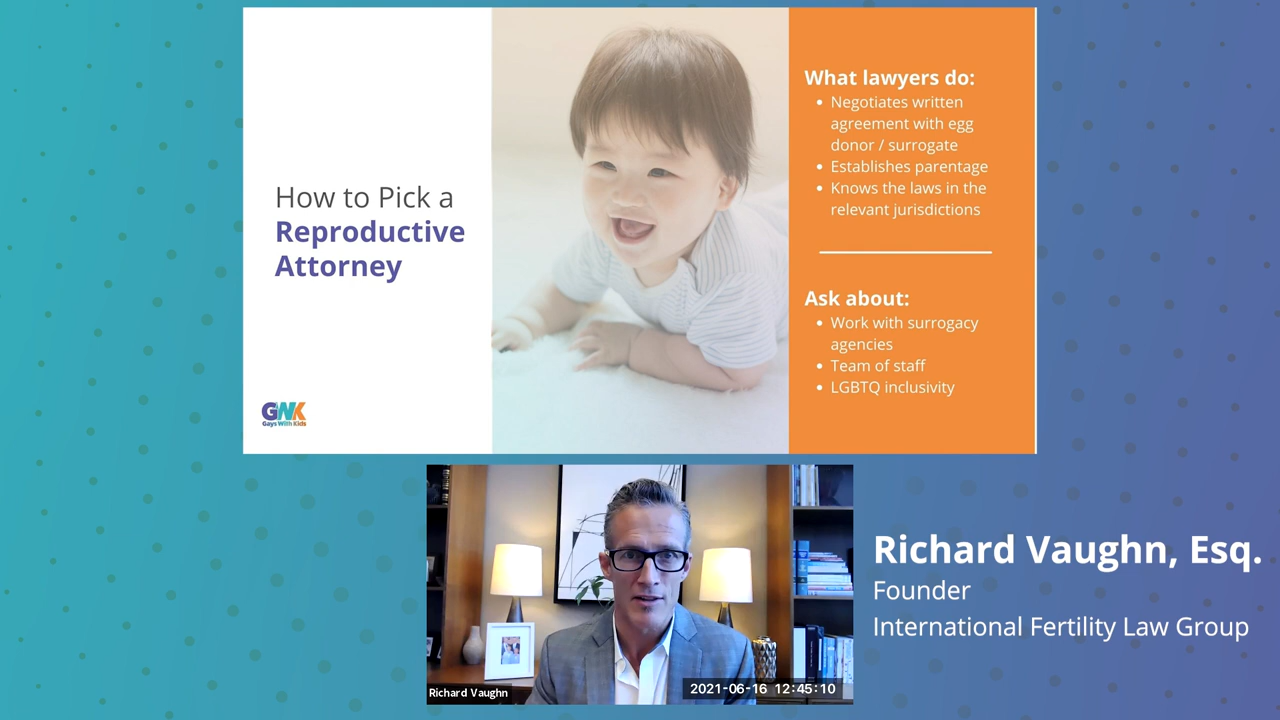 How to Pick a
Reproductive
Attorney
GWK
Gays With Kids
What lawyers do:
• Negotiates written
agreement with egg
donor / surrogate
• Establishes parentage
• Knows the laws in the
relevant jurisdictions
Ask about:
• Work with surrogacy
agencies
• Team of staff
• LGBTQ inclusivity
Richard Vaughn
2021-06-16 12:45:10
Richard Vaughn, Esq.
Founder
International Fertility Law Group